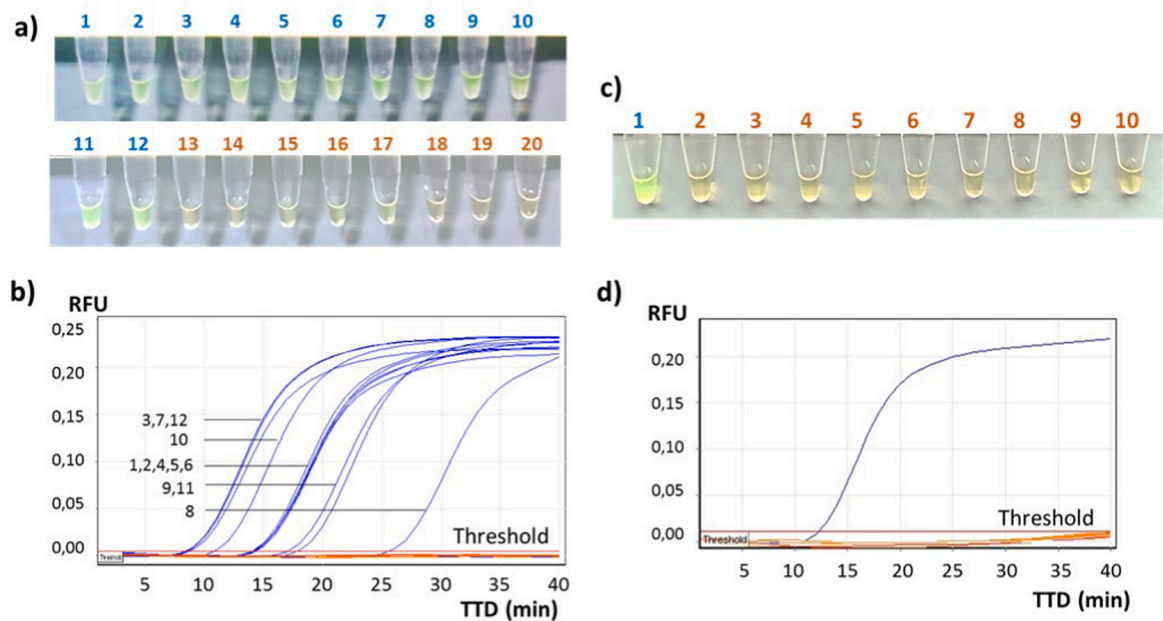 a)
1 2 3 4 5 6 7 8 9 10
11 12 13 14 15 16 17 18 19 20
b)
RFU
0,25
0,20
0,15
0,10
0,05
0,00
3,7,12
10
1,2,4,5,6
9,11
8
Threshold
Threshold
5 10 15 20 25 30 35 40
TTD (min)
c)
1 2 3 4 5 6 7 8 9 10
d)
RFU
0,20
0,15
0,10
0,05
0,00
Threshold
Threshold
5 10 15 20 25 30 35 40
TTD (min)